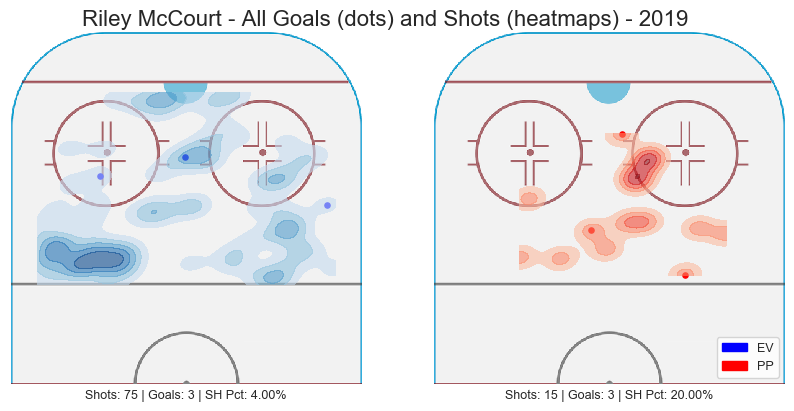 Riley McCourt - All Goals (dots) and Shots (heatmaps) - 2019
EV
PP
Shots: 75 | Goals: 3 | SH Pct: 4.00%
Shots: 15 | Goals: 3 | SH Pct: 20.00%